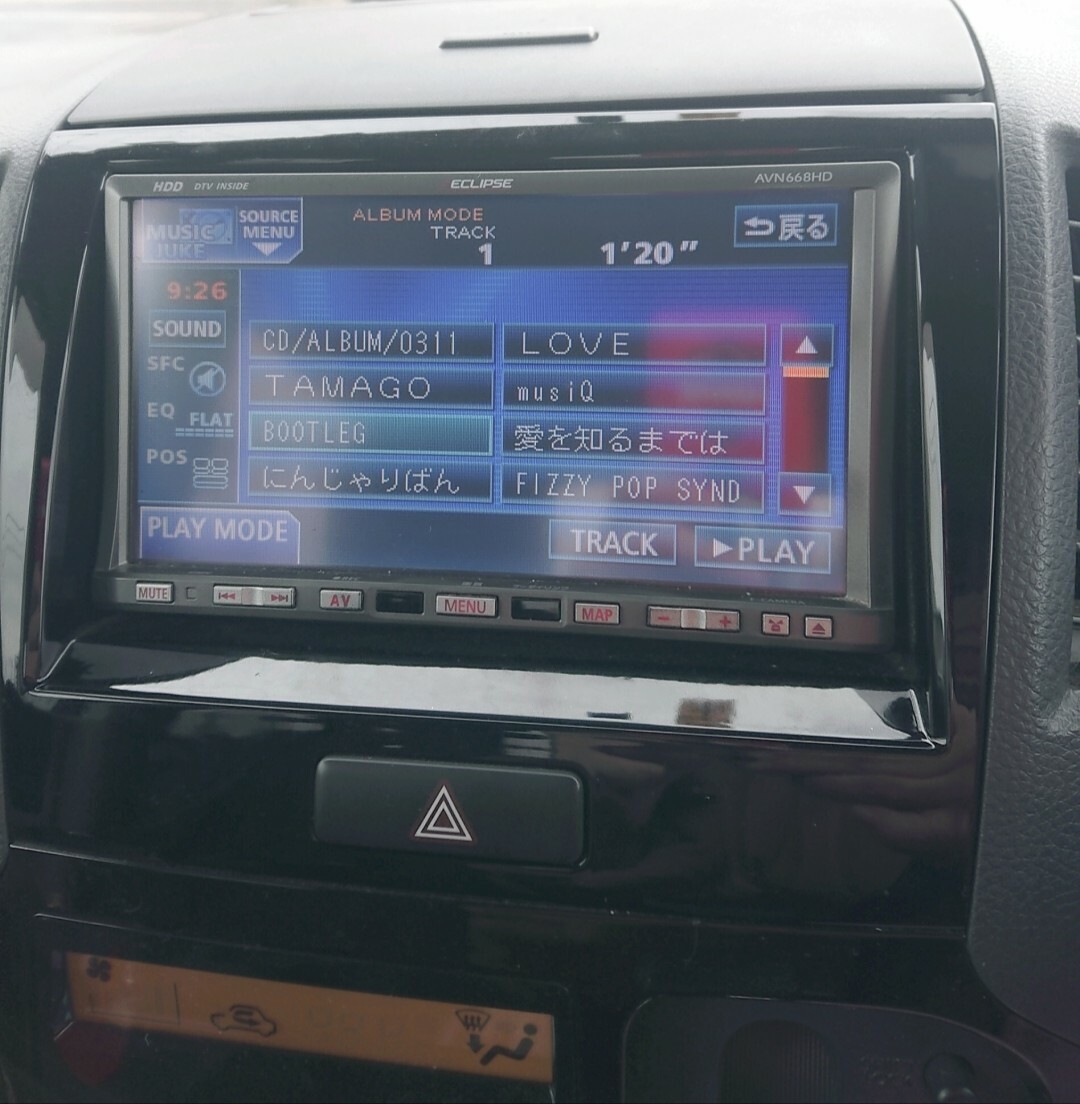 HDD DTV INSIDE ECLIPSE AVN668HD
MUSIC JUKE
SOURCE MENU
ALBUM MODE
TRACK
1 1'20"
戻る
9:26
SOUND
SFC
EQ FLAT
POS
CD/ALBUM/0311 LOVE
TAMAGO musiQ
BOOTLEG 愛を知るまでは
にんじゃりばん FIZZY POP SYND
PLAY MODE TRACK ►PLAY
MUTE AV MENU MAP - +